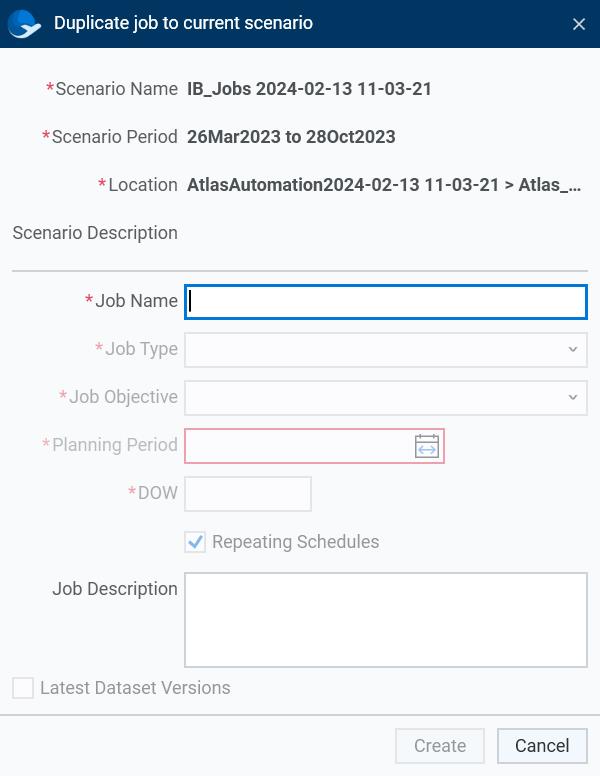 Duplicate job to current scenario
*Scenario Name IB_Jobs 2024-02-13 11-03-21
*Scenario Period 26Mar2023 to 28Oct2023
*Location AtlasAutomation2024-02-13 11-03-21 > Atlas_...
Scenario Description
*Job Name
*Job Type
*Job Objective
*Planning Period
*DOW
Repeating Schedules
Job Description
Latest Dataset Versions
Create Cancel